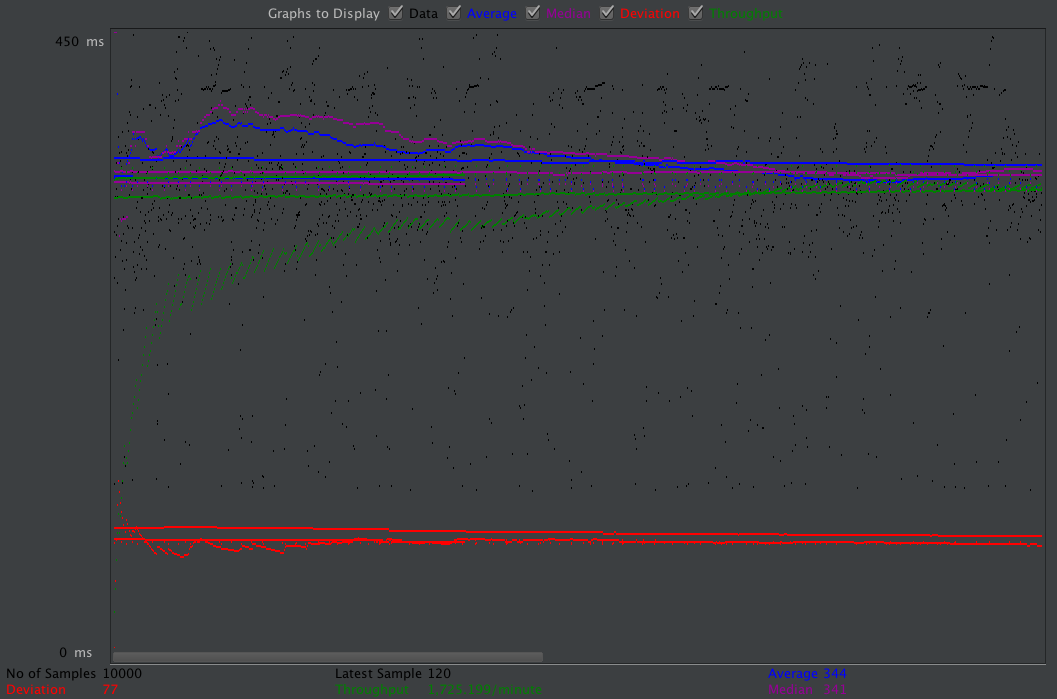 Graphs to Display Data Average Median Deviation Throughput
450 ms
0 ms
No of Samples 10000 Latest Sample 120 Average 344
Deviation 77 Throughput 1,725.199/minute Median